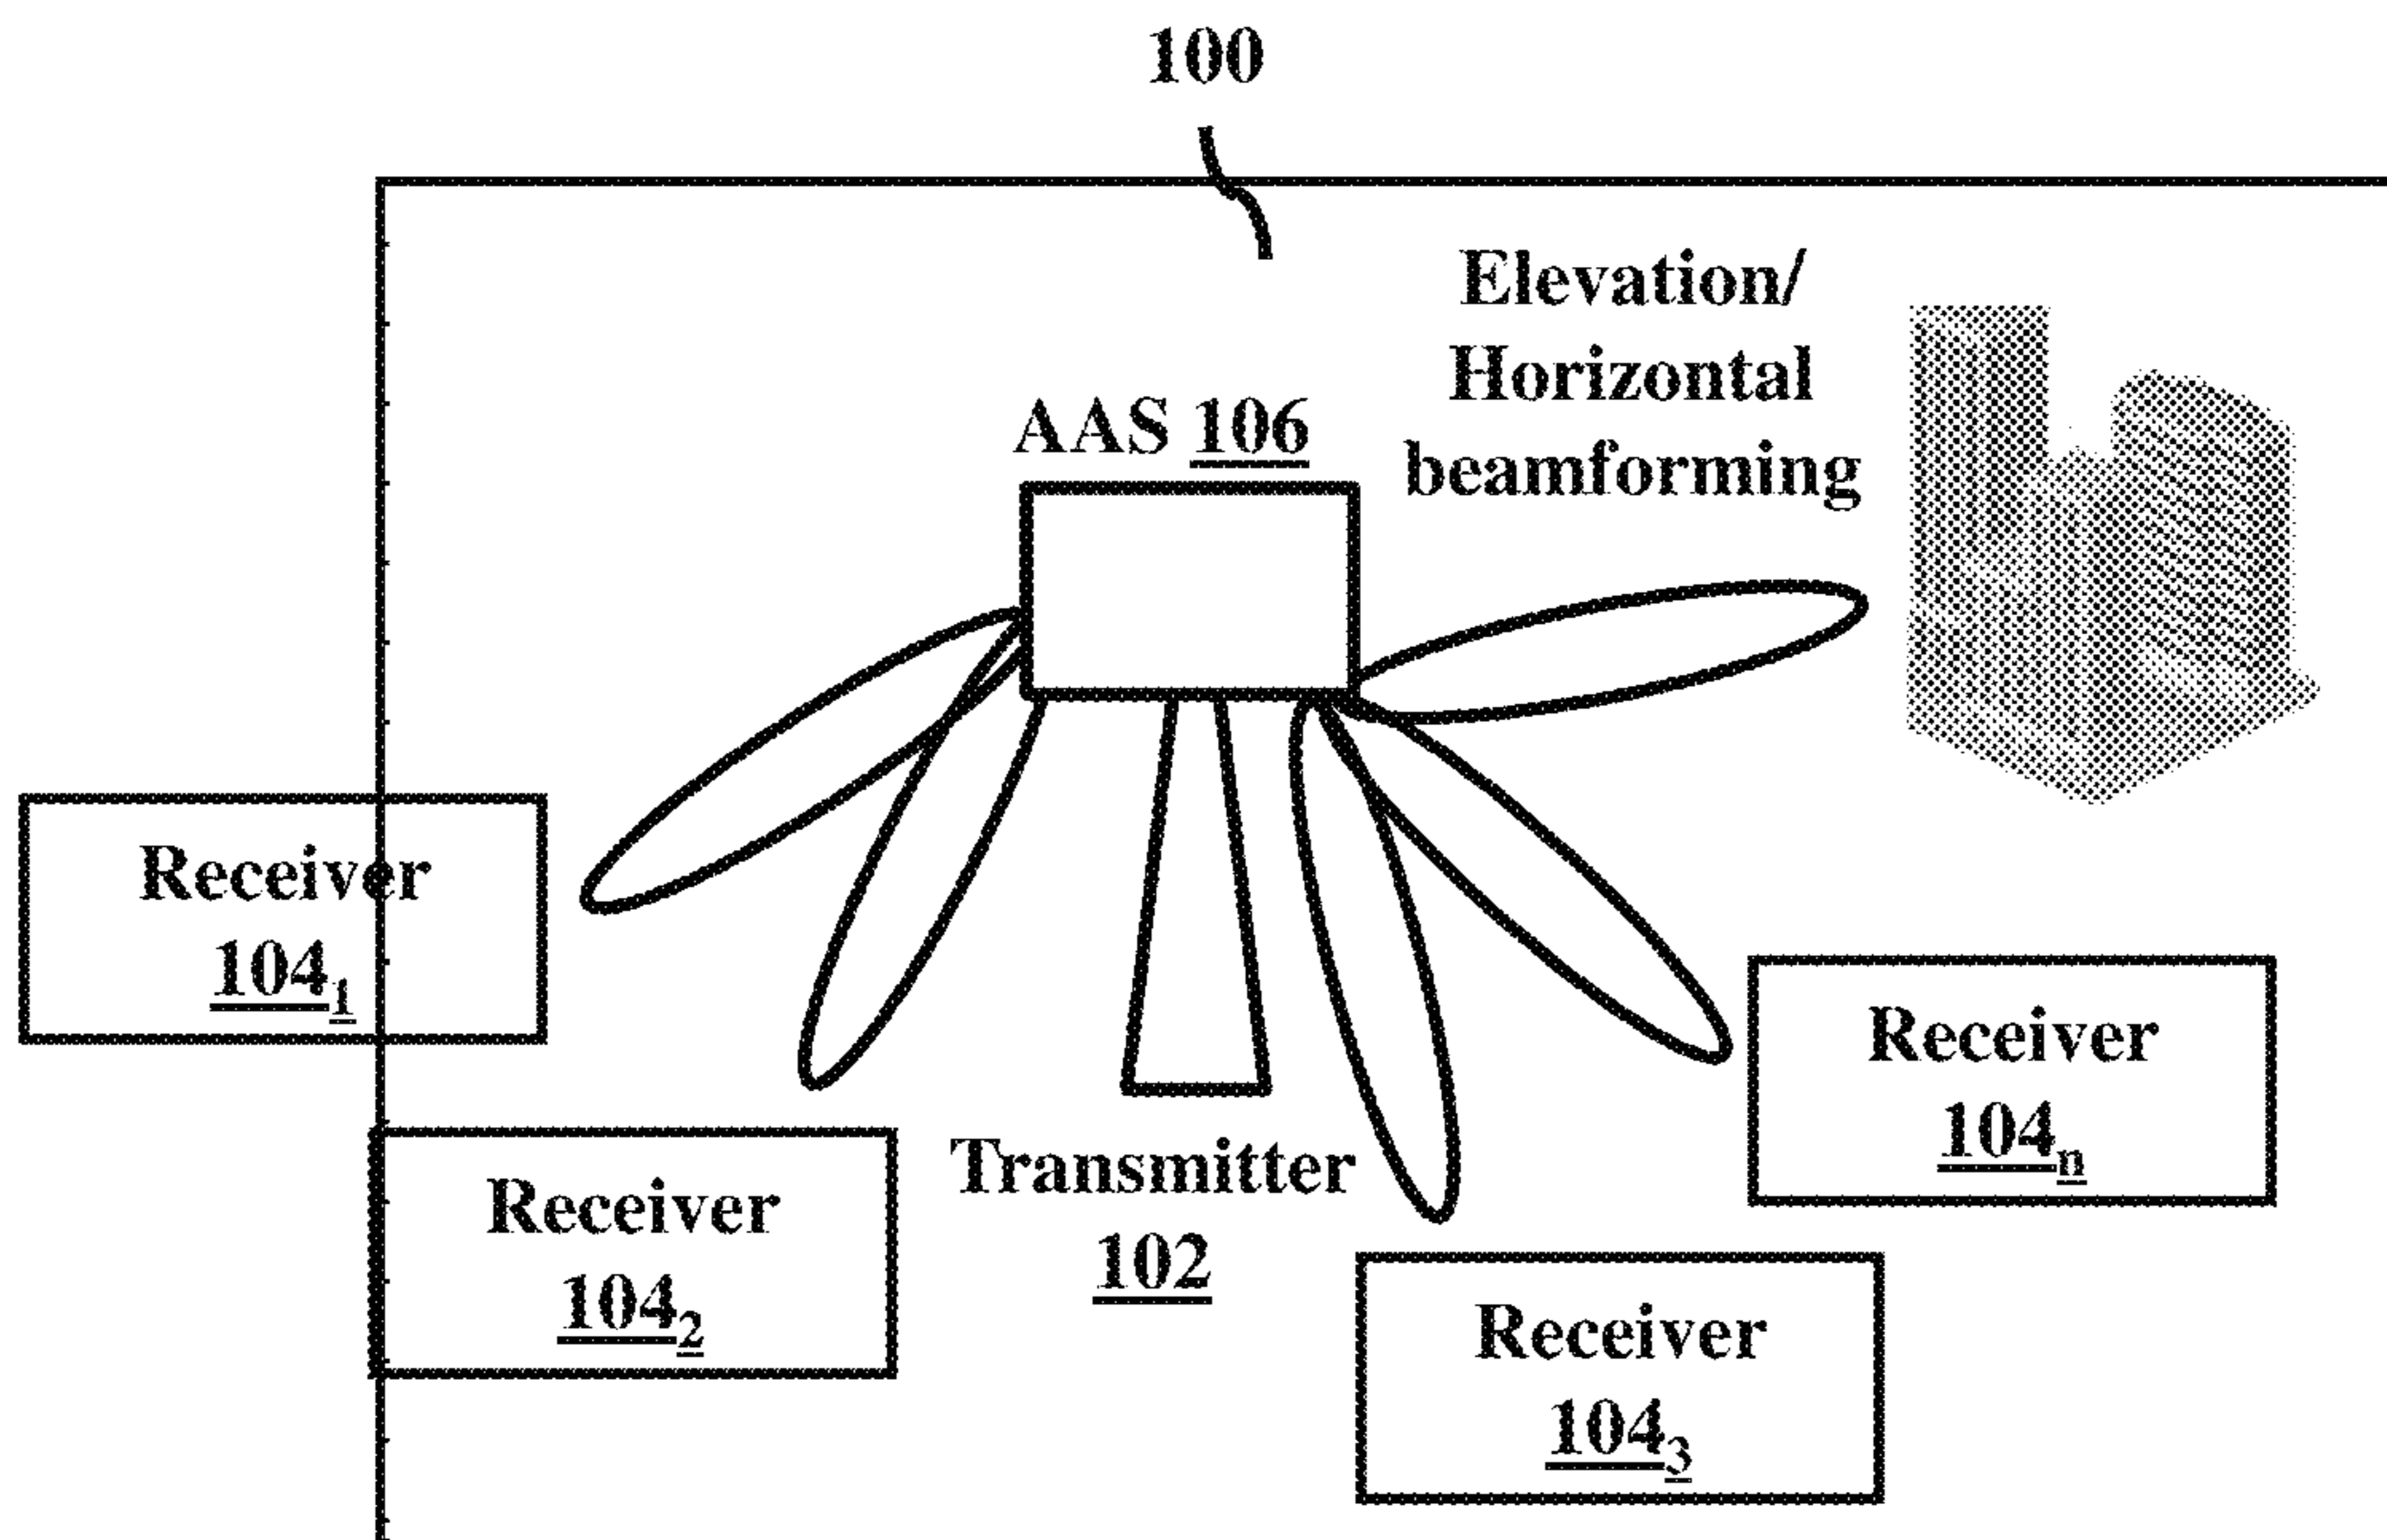 100
Elevation/
Horizontal
beamforming
AAS 106
Receiver
104₁
Receiver
104₂
Transmitter
102
Receiver
104₃
Receiver
104ₙ